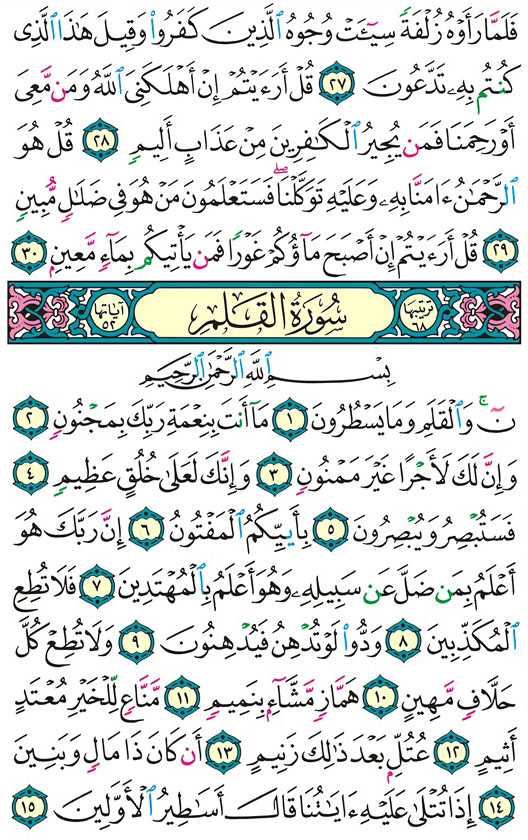 فَلَمَّا رَأَوْهُ زُلْفَةً سِيٓـَٔتْ وُجُوهُ ٱلَّذِينَ كَفَرُوا۟ وَقِيلَ هَٰذَا ٱلَّذِى
كُنتُم بِهِۦ تَدَّعُونَ ٢٧ قُلْ أَرَءَيْتُمْ إِنْ أَهْلَكَنِىَ ٱللَّهُ وَمَن مَّعِىَ
أَوْ رَحِمَنَا فَمَن يُجِيرُ ٱلْكَٰفِرِينَ مِنْ عَذَابٍ أَلِيمٍ ٢٨ قُلْ هُوَ
ٱلرَّحْمَٰنُ ءَامَنَّا بِهِۦ وَعَلَيْهِ تَوَكَّلْنَا ۖ فَسَتَعْلَمُونَ مَنْ هُوَ فِى ضَلَٰلٍ مُّبِينٍ
٢٩ قُلْ أَرَءَيْتُمْ إِنْ أَصْبَحَ مَآؤُكُمْ غَوْرًا فَمَن يَأْتِيكُم بِمَآءٍ مَّعِينٍۭ ٣٠
ترتيبها ٦٨ سُورَةُ القَلَمِ آياتها ٥٢
بِسْمِ ٱللَّهِ ٱلرَّحْمَٰنِ ٱلرَّحِيمِ
نٓ ۚ وَٱلْقَلَمِ وَمَا يَسْطُرُونَ ١ مَآ أَنتَ بِنِعْمَةِ رَبِّكَ بِمَجْنُونٍ ٢
وَإِنَّ لَكَ لَأَجْرًا غَيْرَ مَمْنُونٍ ٣ وَإِنَّكَ لَعَلَىٰ خُلُقٍ عَظِيمٍ ٤
فَسَتُبْصِرُ وَيُبْصِرُونَ ٥ بِأَييِّكُمُ ٱلْمَفْتُونُ ٦ إِنَّ رَبَّكَ هُوَ
أَعْلَمُ بِمَن ضَلَّ عَن سَبِيلِهِۦ وَهُوَ أَعْلَمُ بِٱلْمُهْتَدِينَ ٧ فَلَا تُطِعِ
ٱلْمُكَذِّبِينَ ٨ وَدُّوا۟ لَوْ تُدْهِنُ فَيُدْهِنُونَ ٩ وَلَا تُطِعْ كُلَّ
حَلَّافٍ مَّهِينٍ ١٠ هَمَّازٍ مَّشَّآءٍۭ بِنَمِيمٍ ١١ مَّنَّاعٍ لِّلْخَيْرِ مُعْتَدٍ
أَثِيمٍ ١٢ عُتُلٍّۭ بَعْدَ ذَٰلِكَ زَنِيمٍ ١٣ أَن كَانَ ذَا مَالٍ وَبَنِينَ
١٤ إِذَا تُتْلَىٰ عَلَيْهِ ءَايَٰتُنَا قَالَ أَسَٰطِيرُ ٱلْأَوَّلِينَ ١٥